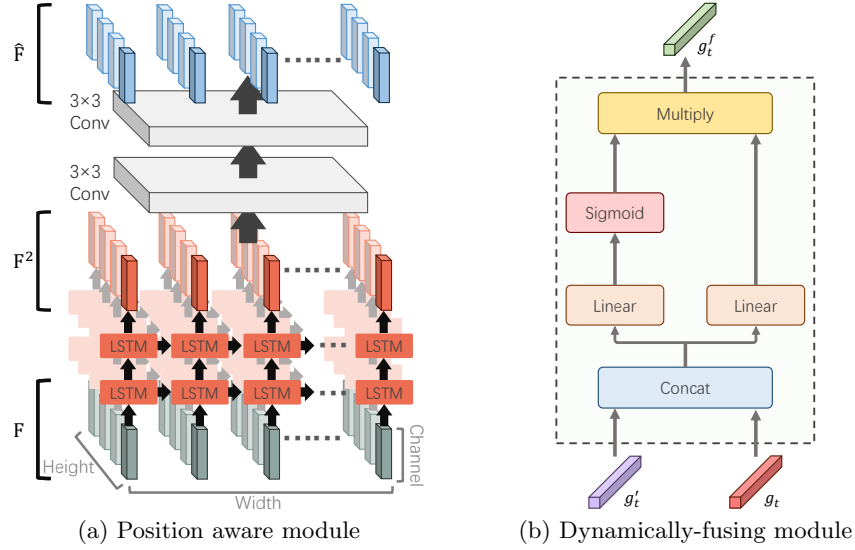 F̂
3×3
Conv
3×3
Conv
F²
LSTM LSTM LSTM LSTM
LSTM LSTM LSTM LSTM
F
Height
Width
Channel
(a) Position aware module
g_t^f
Multiply
Sigmoid
Linear Linear
Concat
g'_t g_t
(b) Dynamically-fusing module